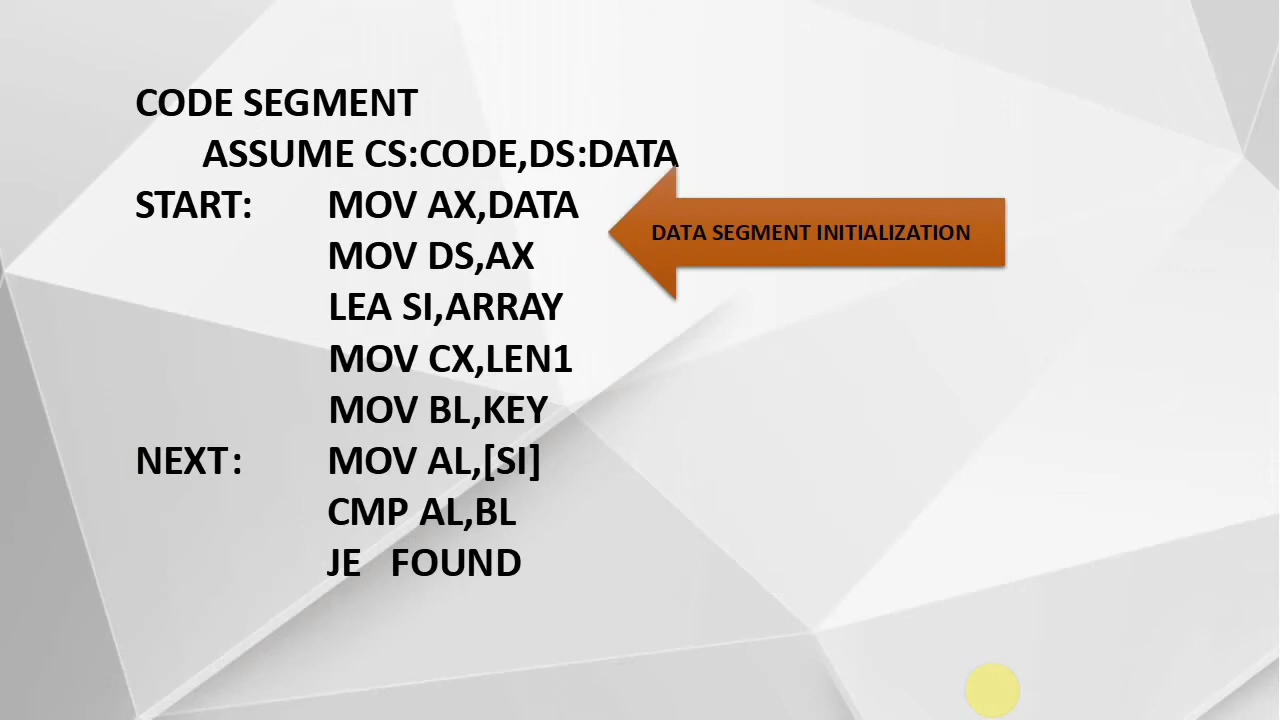 CODE SEGMENT
ASSUME CS:CODE,DS:DATA
START: MOV AX,DATA
MOV DS,AX
DATA SEGMENT INITIALIZATION
LEA SI,ARRAY
MOV CX,LEN1
MOV BL,KEY
NEXT: MOV AL,[SI]
CMP AL,BL
JE FOUND